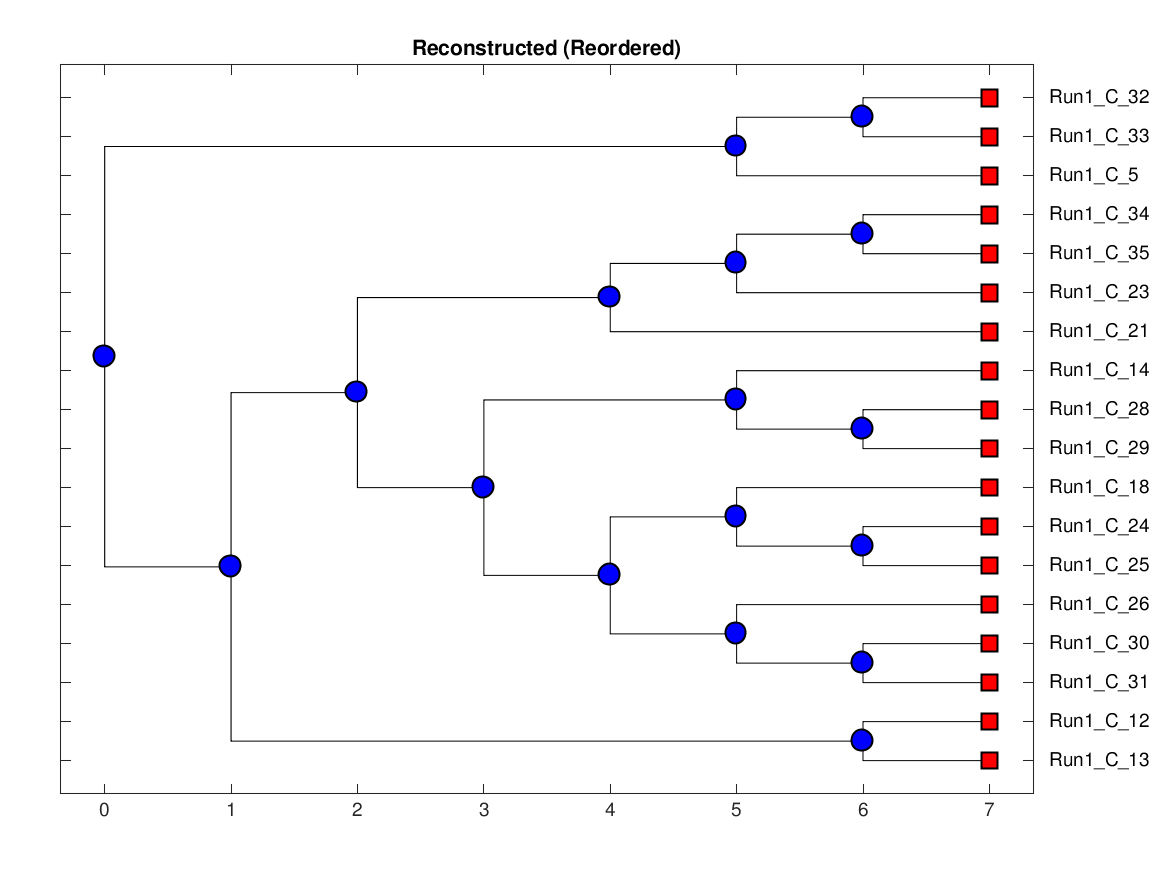 Reconstructed (Reordered)
Run1_C_32
Run1_C_33
Run1_C_5
Run1_C_34
Run1_C_35
Run1_C_23
Run1_C_21
Run1_C_14
Run1_C_28
Run1_C_29
Run1_C_18
Run1_C_24
Run1_C_25
Run1_C_26
Run1_C_30
Run1_C_31
Run1_C_12
Run1_C_13
0 1 2 3 4 5 6 7